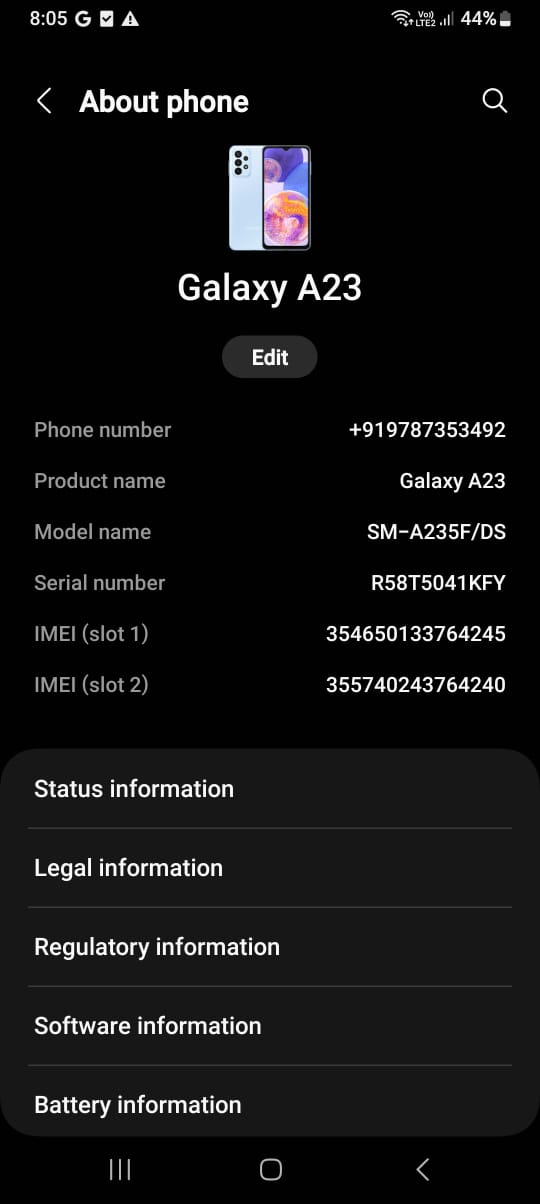 8:05 G Vo)) LTE2 44%
About phone
Galaxy A23
Edit
Phone number +919787353492
Product name Galaxy A23
Model name SM-A235F/DS
Serial number R58T5041KFY
IMEI (slot 1) 354650133764245
IMEI (slot 2) 355740243764240
Status information
Legal information
Regulatory information
Software information
Battery information